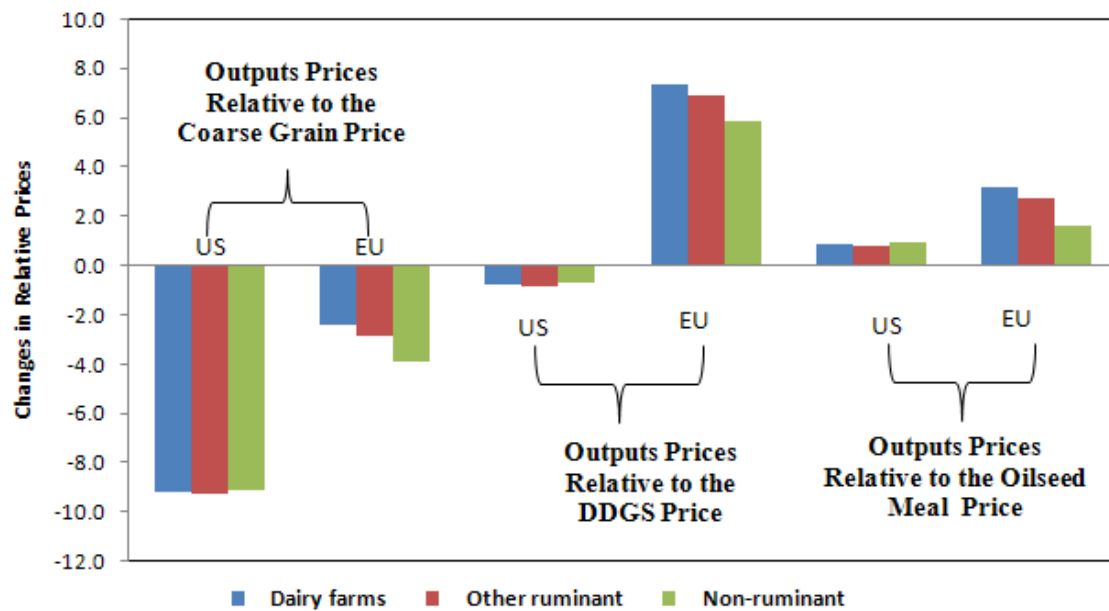 Changes in Relative Prices
10.0
8.0
6.0
4.0
2.0
0.0
-2.0
-4.0
-6.0
-8.0
-10.0
-12.0
Outputs Prices
Relative to the
Coarse Grain Price
US
EU
US
EU
Outputs Prices
Relative to the
DDGS Price
US
EU
Outputs Prices
Relative to the Oilseed
Meal Price
Dairy farms
Other ruminant
Non-ruminant